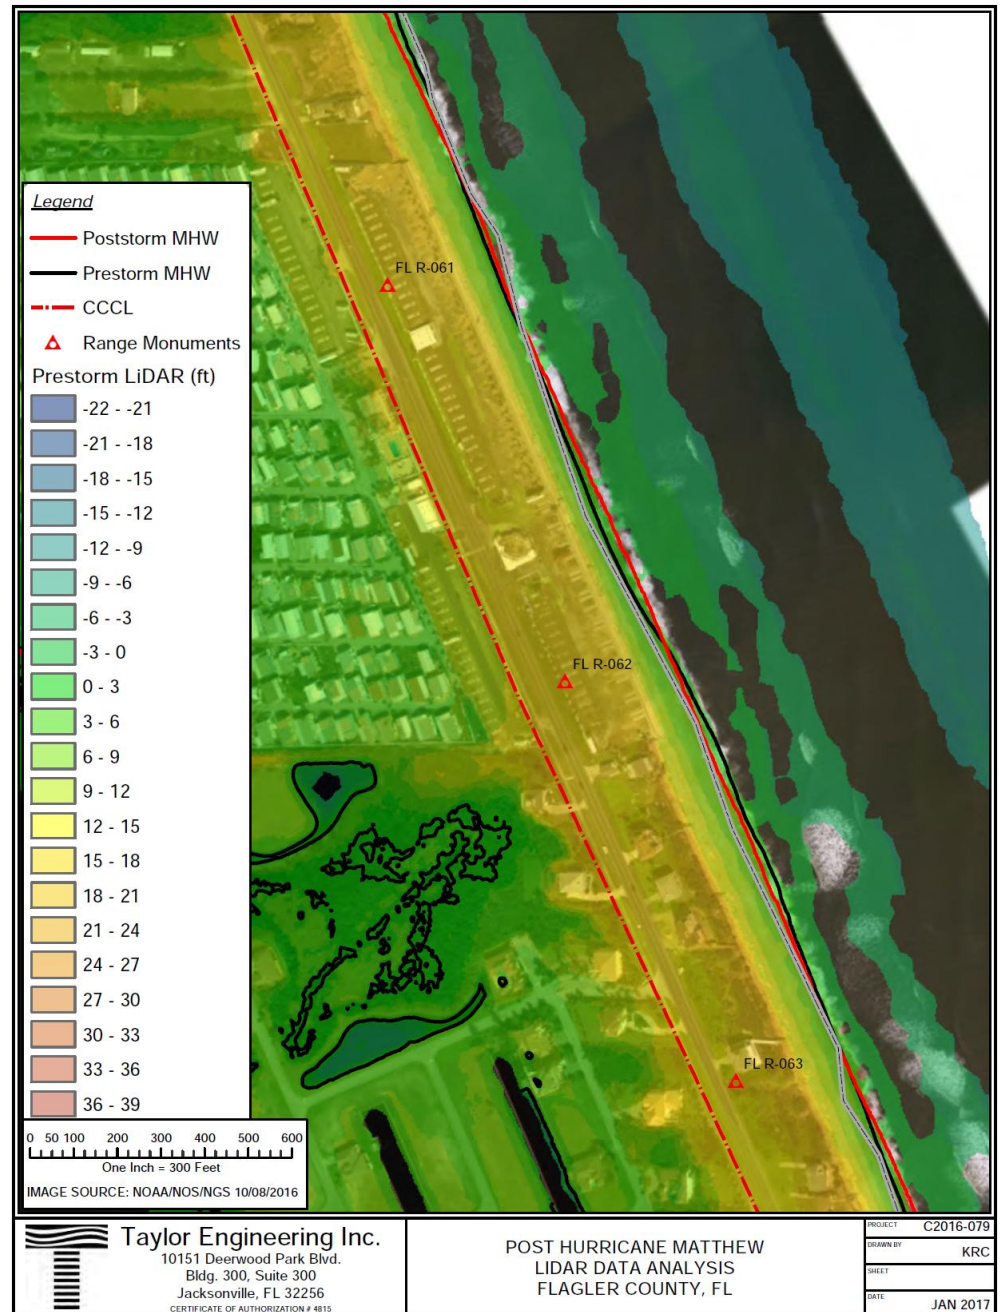 FL R-061
FL R-062
FL R-063
Legend
Poststorm MHW
Prestorm MHW
CCCL
Range Monuments
Prestorm LiDAR (ft)
-22 - -21
-21 - -18
-18 - -15
-15 - -12
-12 - -9
-9 - -6
-6 - -3
-3 - 0
0 - 3
3 - 6
6 - 9
9 - 12
12 - 15
15 - 18
18 - 21
21 - 24
24 - 27
27 - 30
30 - 33
33 - 36
36 - 39
0 50 100 200 300 400 500 600
One Inch = 300 Feet
IMAGE SOURCE: NOAA/NOS/NGS 10/08/2016
Taylor Engineering Inc.
10151 Deerwood Park Blvd.
Bldg. 300, Suite 300
Jacksonville, FL 32256
CERTIFICATE OF AUTHORIZATION # 4815
POST HURRICANE MATTHEW
LIDAR DATA ANALYSIS
FLAGLER COUNTY, FL
PROJECT C2016-079
DRAWN BY KRC
SHEET
DATE JAN 2017